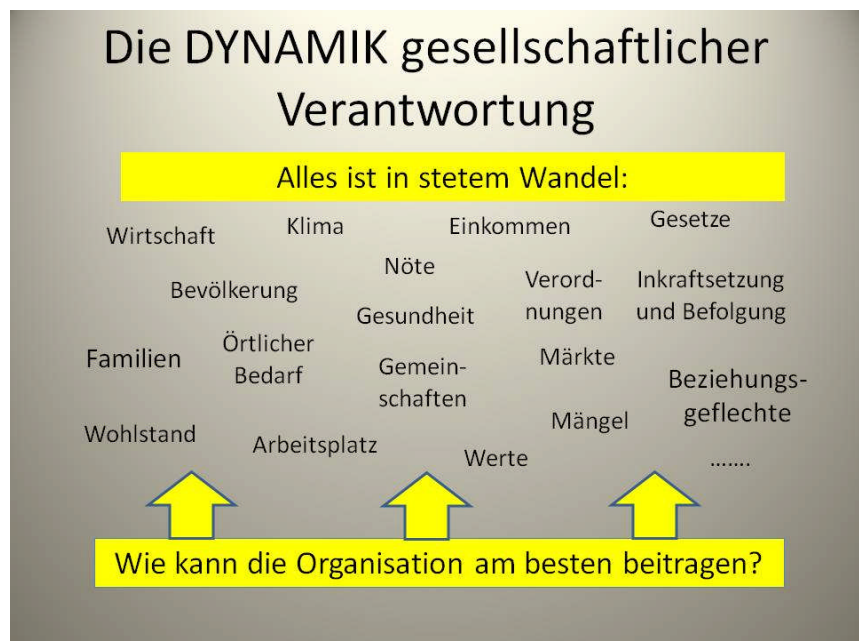 Die DYNAMIK gesellschaftlicher
Verantwortung
Alles ist in stetem Wandel:
Wirtschaft
Klima
Einkommen
Gesetze
Bevölkerung
Nöte
Verord-
nungen
Inkraftsetzung
und Befolgung
Gesundheit
Familien
Örtlicher
Bedarf
Gemein-
schaften
Märkte
Beziehungs-
geflechte
Wohlstand
Arbeitsplatz
Werte
Mängel
.......
Wie kann die Organisation am besten beitragen?